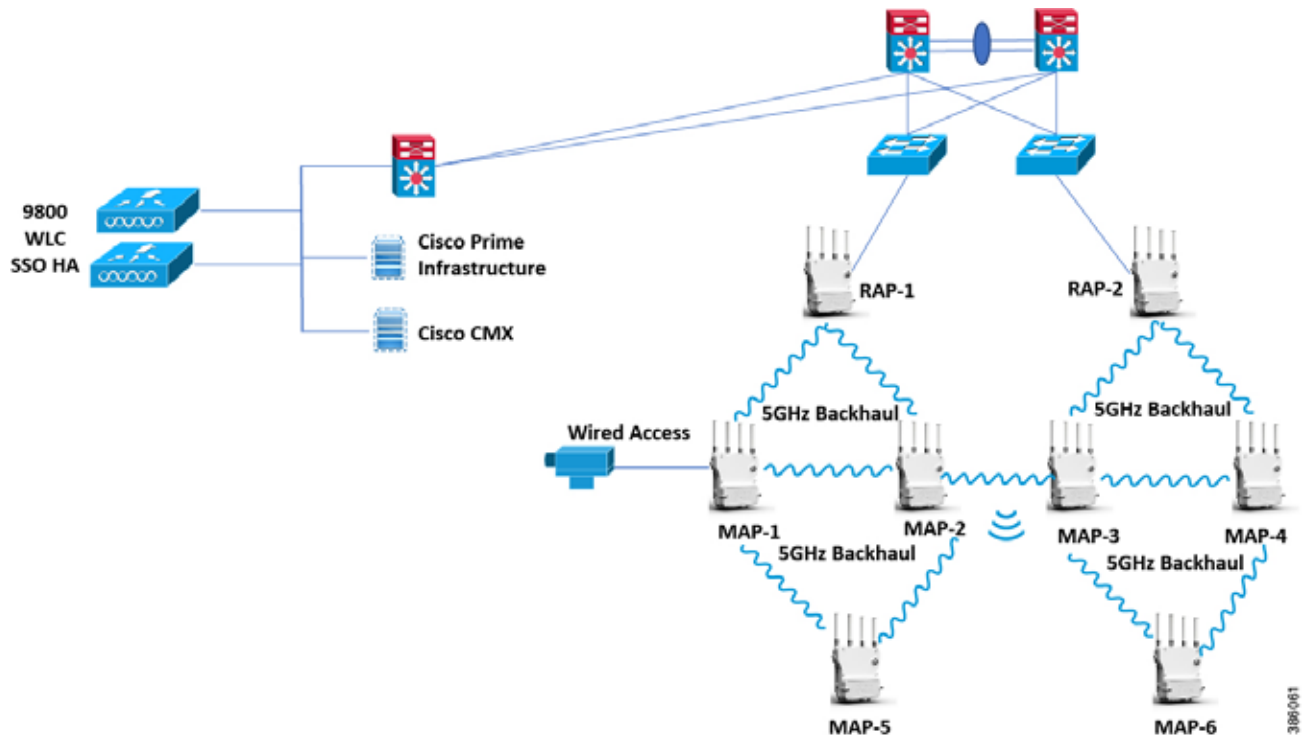 9800
WLC
SSO HA
Cisco Prime
Infrastructure
Cisco CMX
RAP-1
RAP-2
5GHz Backhaul
5GHz Backhaul
Wired Access
MAP-1
MAP-2
MAP-3
MAP-4
5GHz Backhaul
5GHz Backhaul
MAP-5
MAP-6
386061